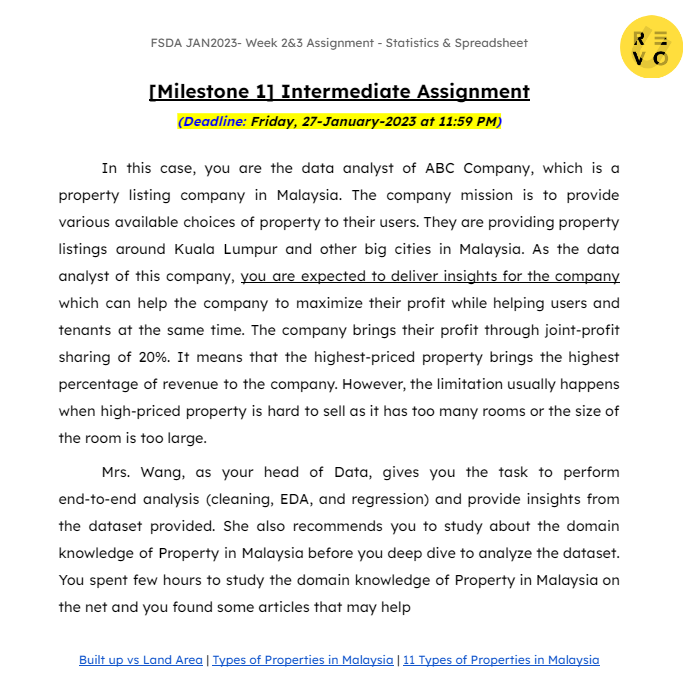 FSDA JAN2023- Week 2&3 Assignment - Statistics & Spreadsheet
RE
VO
[Milestone 1] Intermediate Assignment
(Deadline: Friday, 27-January-2023 at 11:59 PM)
In this case, you are the data analyst of ABC Company, which is a
property listing company in Malaysia. The company mission is to provide
various available choices of property to their users. They are providing property
listings around Kuala Lumpur and other big cities in Malaysia. As the data
analyst of this company, you are expected to deliver insights for the company
which can help the company to maximize their profit while helping users and
tenants at the same time. The company brings their profit through joint-profit
sharing of 20%. It means that the highest-priced property brings the highest
percentage of revenue to the company. However, the limitation usually happens
when high-priced property is hard to sell as it has too many rooms or the size of
the room is too large.
Mrs. Wang, as your head of Data, gives you the task to perform
end-to-end analysis (cleaning, EDA, and regression) and provide insights from
the dataset provided. She also recommends you to study about the domain
knowledge of Property in Malaysia before you deep dive to analyze the dataset.
You spent few hours to study the domain knowledge of Property in Malaysia on
the net and you found some articles that may help
Built up vs Land Area | Types of Properties in Malaysia | 11 Types of Properties in Malaysia